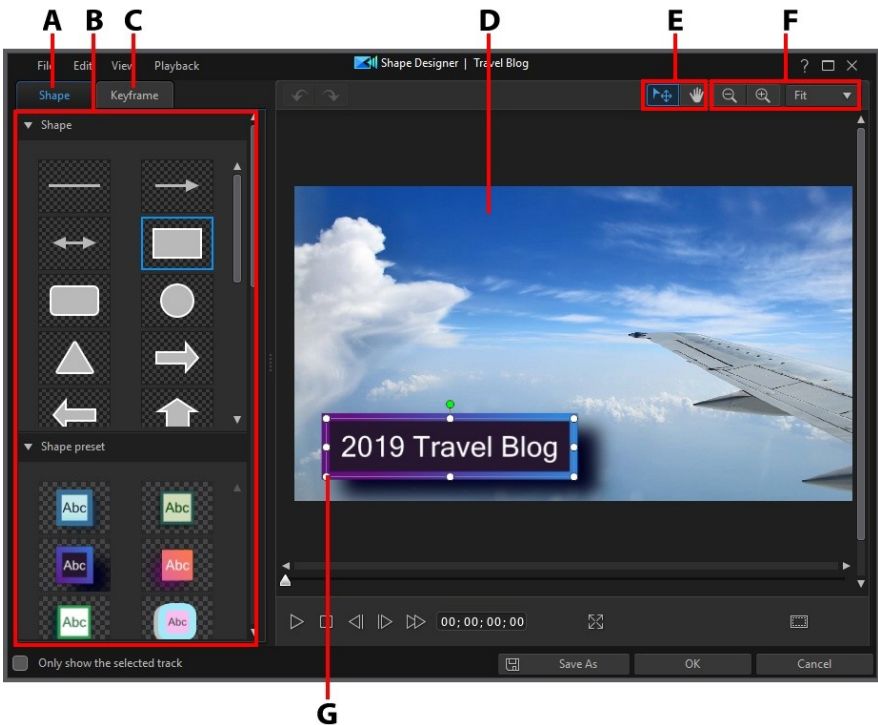 A B C D E F
File Edit View Playback
Shape Designer | Travel Blog
?
Shape Keyframe
Fit
Shape
2019 Travel Blog
Shape preset
Abc Abc
Abc Abc
Abc Abc
00; 00; 00; 00
Only show the selected track
Save As OK Cancel
G